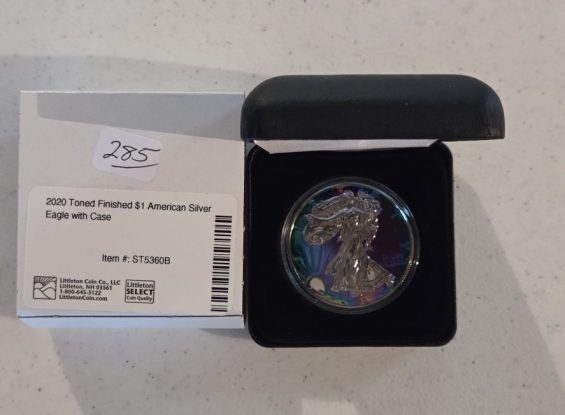 285
2020 Toned Finished $1 American Silver
Eagle with Case
Item #: ST5360B
Littleton Coin Co., LLC
Littleton, NH 03561
1-800-645-3122
LittletonCoin.com
Littleton
SELECT
Coin Quality